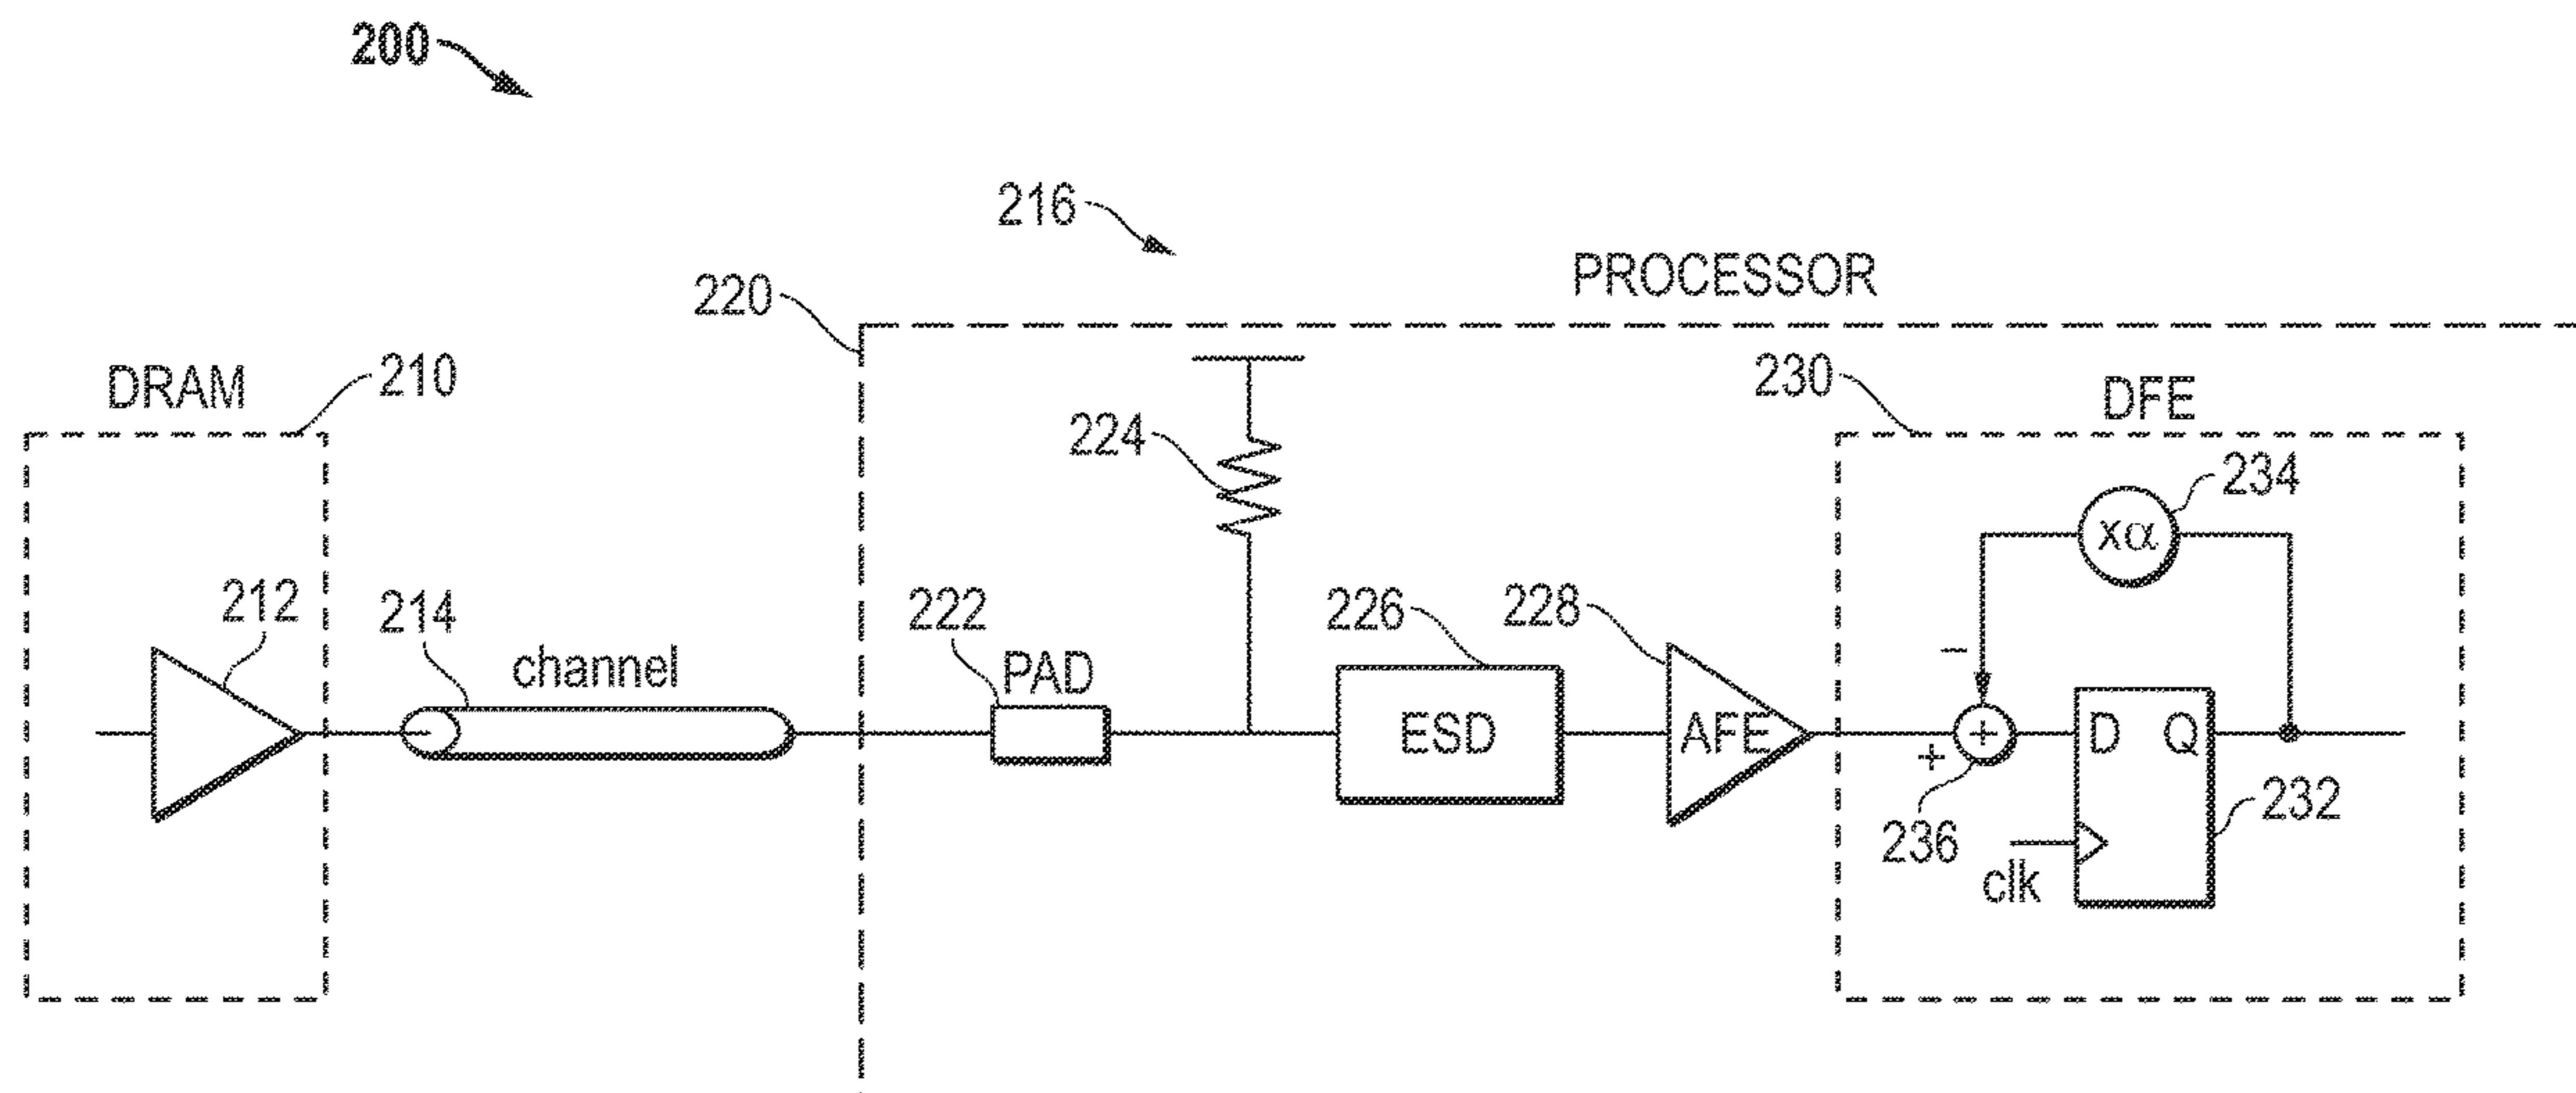 200
216
PROCESSOR
220
DRAM
210
230
DFE
224
234
xα
212
214
channel
222
PAD
226
ESD
228
AFE
−
+
+
236
D Q
clk
232